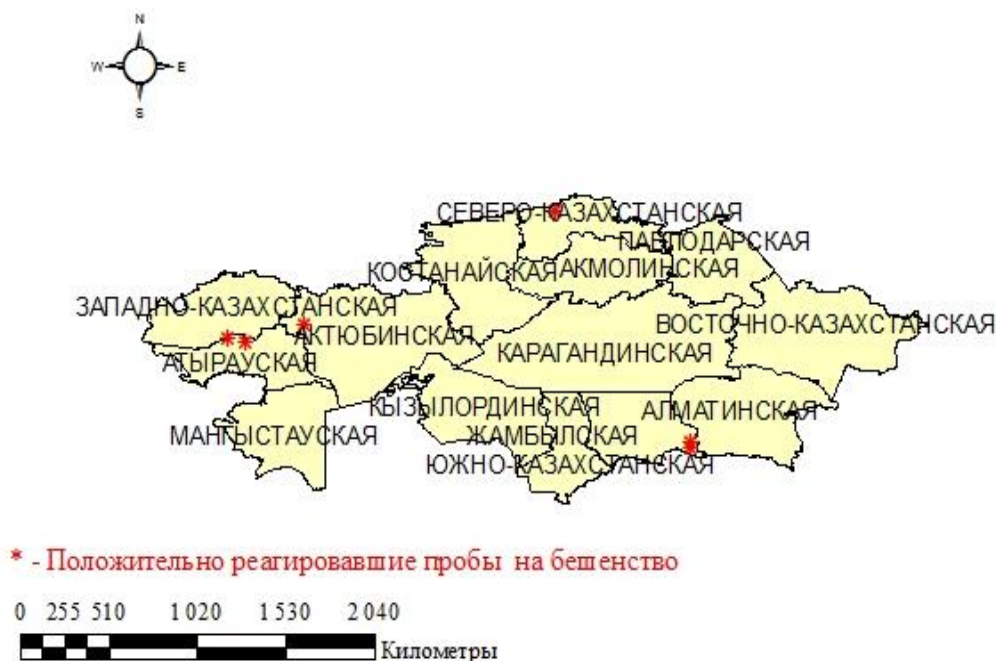 N
W E
S
СЕВЕРО-КАЗАХСТАНСКАЯ
ПАВЛОДАРСКАЯ
КОСТАНАЙСКАЯ
АКМОЛИНСКАЯ
ЗАПАДНО-КАЗАХСТАНСКАЯ
АКТЮБИНСКАЯ
ВОСТОЧНО-КАЗАХСТАНСКАЯ
КАРАГАНДИНСКАЯ
АТЫРАУСКАЯ
КЫЗЫЛОРДИНСКАЯ
АЛМАТИНСКАЯ
МАНГЫСТАУСКАЯ
ЖАМБЫЛСКАЯ
ЮЖНО-КАЗАХСТАНСКАЯ
* - Положительно реагировавшие пробы на бешенство
0 255 510 1 020 1 530 2 040
Километры